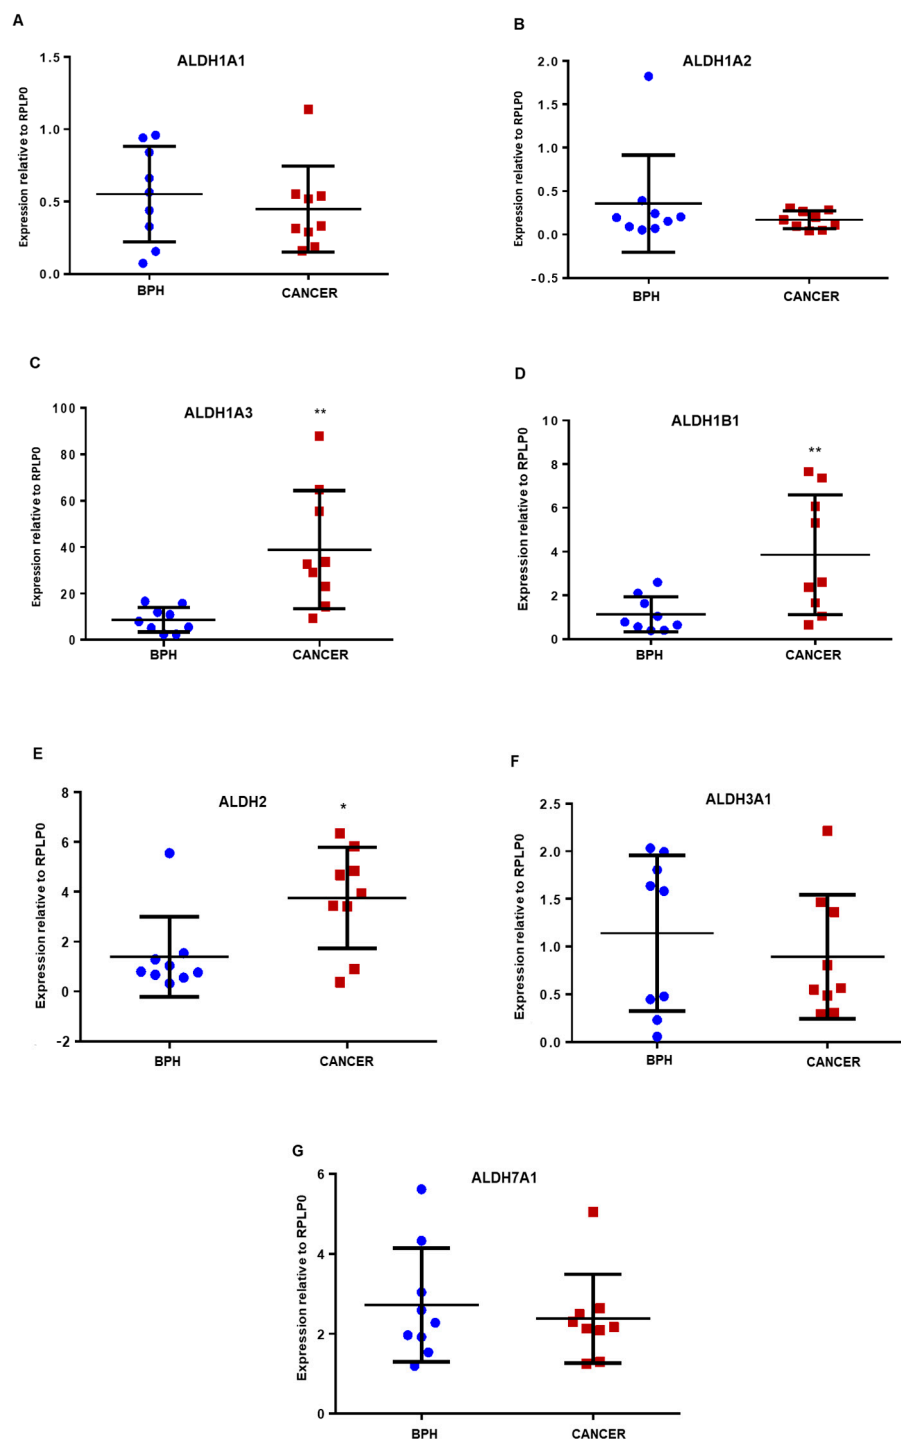 A
ALDH1A1
Expression relative to RPLP0
1.5
1.0
0.5
0.0
BPH
CANCER
B
ALDH1A2
Expression relative to RPLP0
2.0
1.5
1.0
0.5
0.0
-0.5
BPH
CANCER
C
ALDH1A3
**
Expression relative to RPLP0
100
80
60
40
20
0
BPH
CANCER
D
ALDH1B1
**
Expression relative to RPLP0
10
8
6
4
2
0
BPH
CANCER
E
ALDH2
*
Expression relative to RPLP0
8
6
4
2
0
-2
BPH
CANCER
F
ALDH3A1
Expression relative to RPLP0
2.5
2.0
1.5
1.0
0.5
0.0
BPH
CANCER
G
ALDH7A1
Expression relative to RPLP0
6
4
2
0
BPH
CANCER